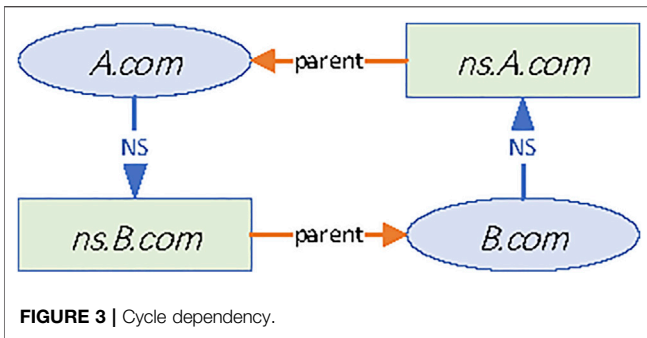 A.com
parent
ns.A.com
NS
NS
ns.B.com
parent
B.com
FIGURE 3 | Cycle dependency.